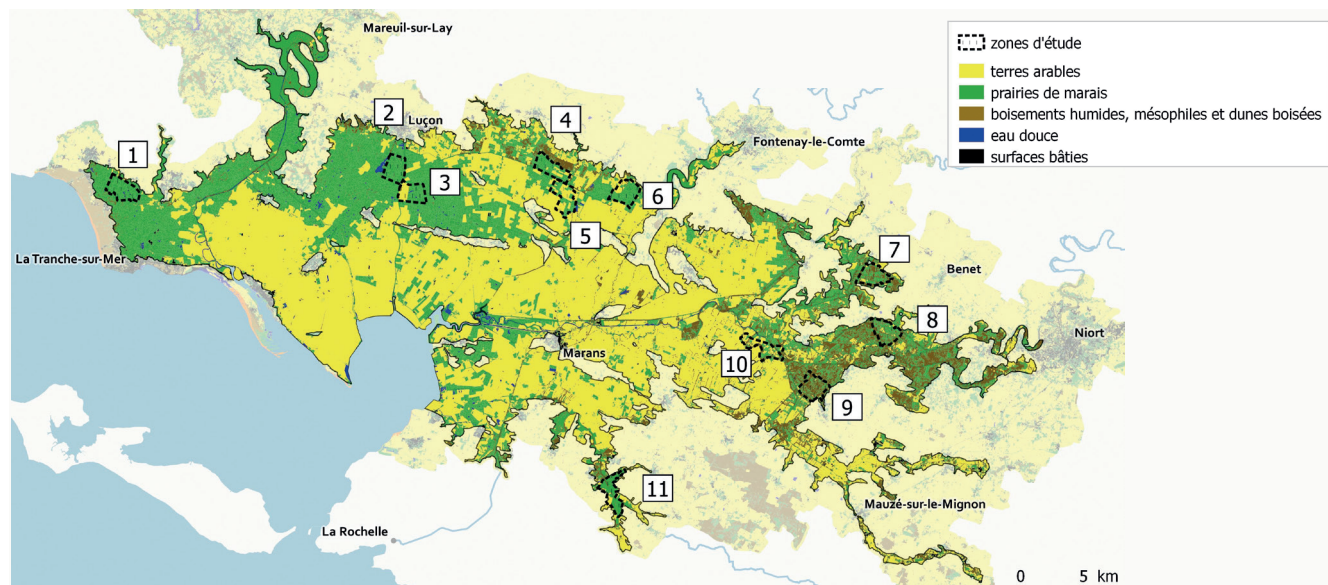 Mareuil-sur-Lay
zones d'étude
terres arables
prairies de marais
boisements humides, mésophiles et dunes boisées
eau douce
surfaces bâties
2
Luçon
4
Fontenay-le-Comte
1
3
6
5
La Tranche-sur-Mer
7
Benet
8
Niort
10
Marans
9
11
Mauzé-sur-le-Mignon
La Rochelle
0 5 km